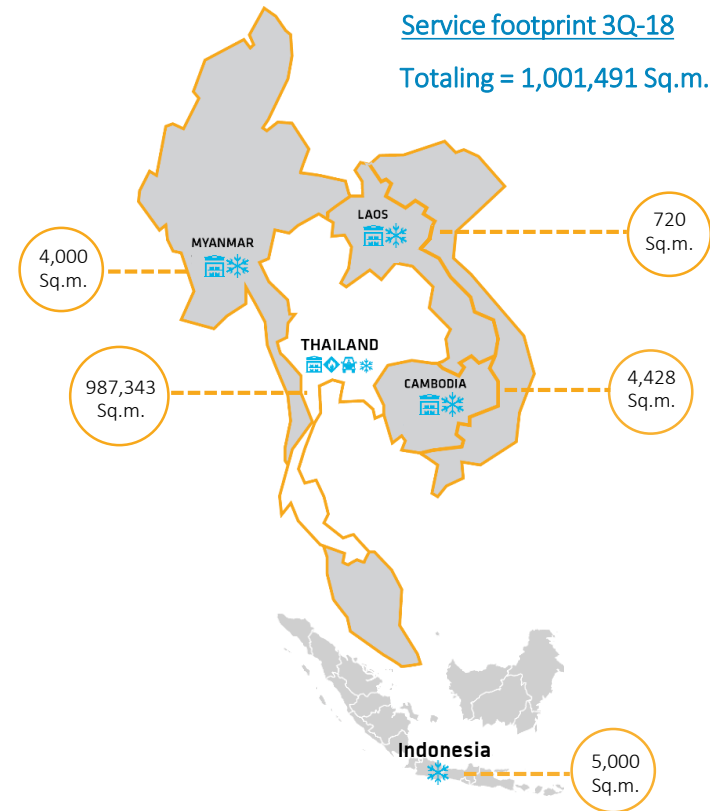 Service footprint 3Q-18
Totaling = 1,001,491 Sq.m.
LAOS
720
Sq.m.
MYANMAR
4,000
Sq.m.
THAILAND
987,343
Sq.m.
CAMBODIA
4,428
Sq.m.
Indonesia
5,000
Sq.m.